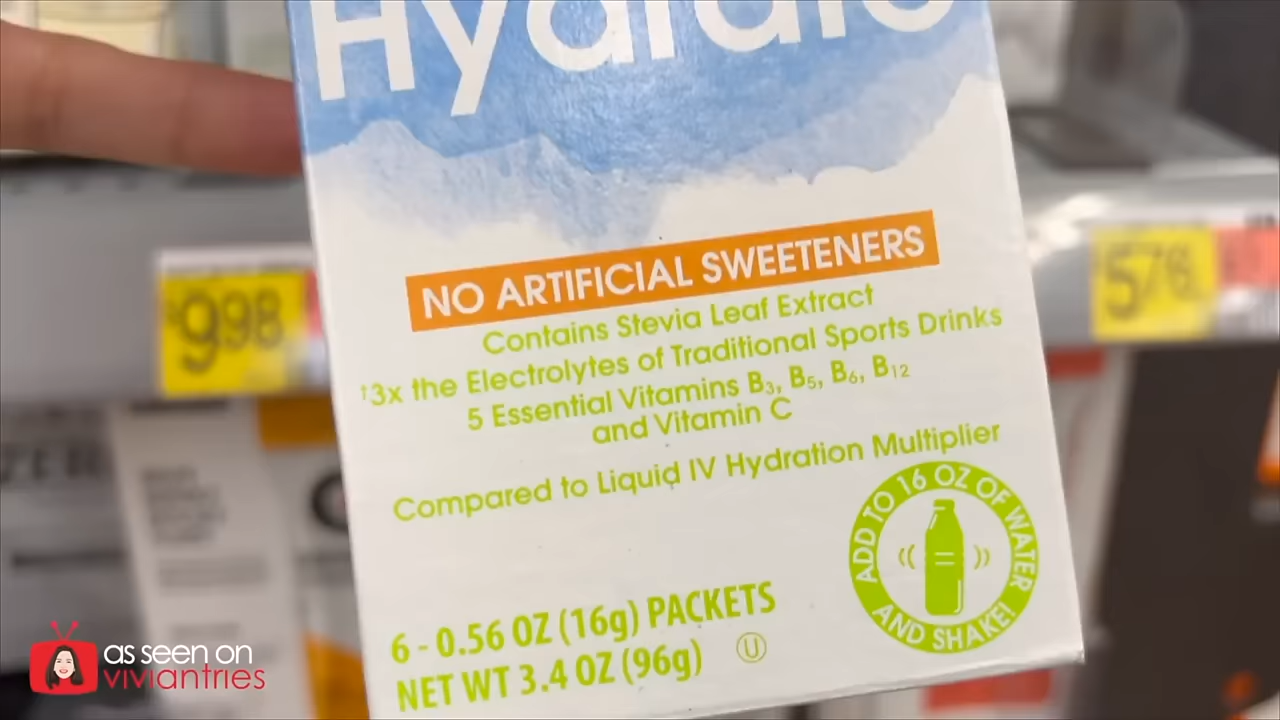 Hydrate
NO ARTIFICIAL SWEETENERS
Contains Stevia Leaf Extract
†3x the Electrolytes of Traditional Sports Drinks
5 Essential Vitamins B3, B5, B6, B12
and Vitamin C
Compared to Liquid IV Hydration Multiplier
ADD TO 16 OZ OF WATER
AND SHAKE!
6 - 0.56 OZ (16g) PACKETS
NET WT 3.4 OZ (96g)
U
$9.98
576
as seen on
viviantries